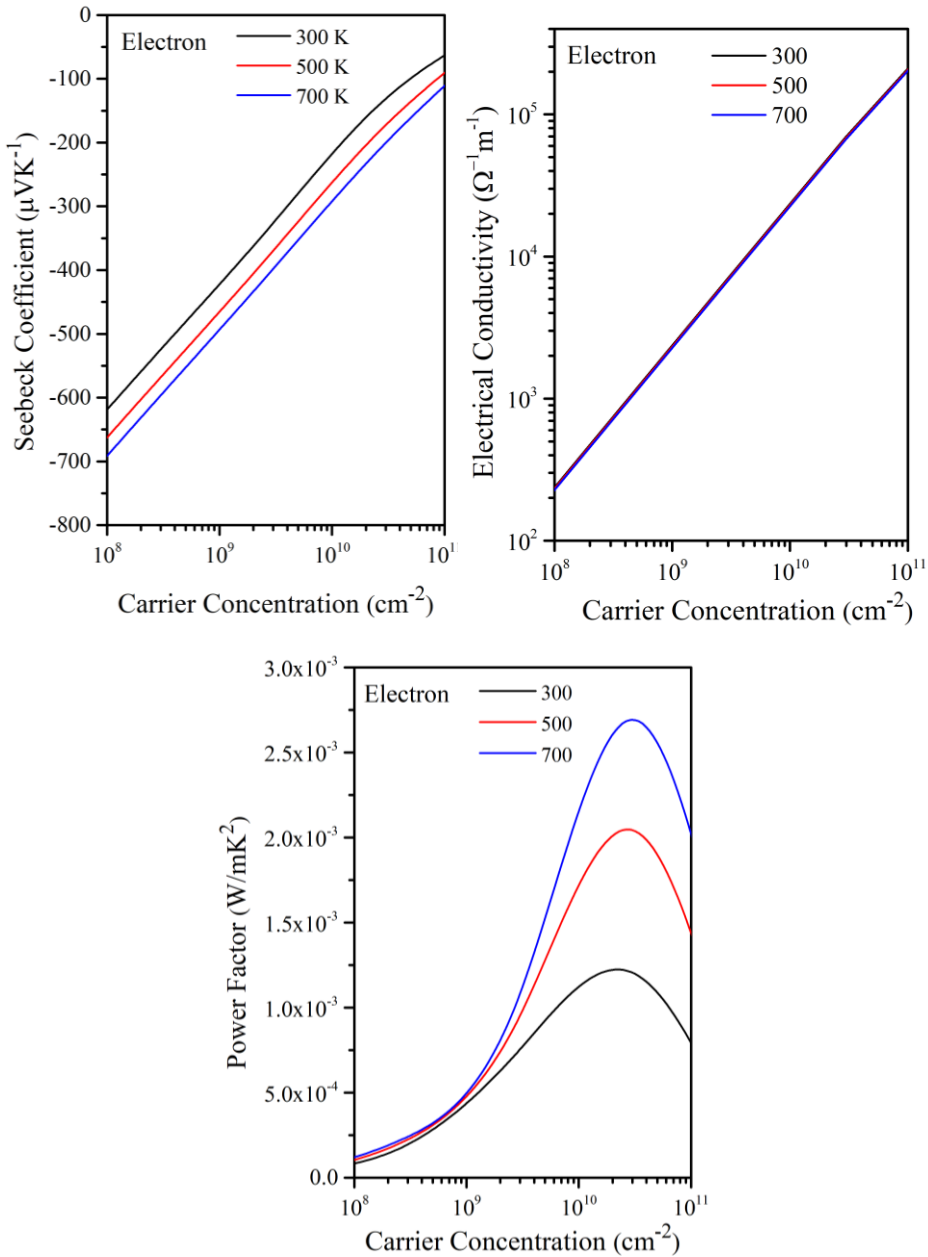 Electron
300 K
500 K
700 K
0
-100
-200
-300
-400
-500
-600
-700
-800
Seebeck Coefficient (µVK⁻¹)
10⁸
10⁹
10¹⁰
10¹
Carrier Concentration (cm⁻²)
Electron
300
500
700
10⁵
10⁴
10³
10²
Electrical Conductivity (Ω⁻¹m⁻¹)
10⁸
10⁹
10¹⁰
10¹¹
Carrier Concentration (cm⁻²)
Electron
300
500
700
3.0x10⁻³
2.5x10⁻³
2.0x10⁻³
1.5x10⁻³
1.0x10⁻³
5.0x10⁻⁴
0.0
Power Factor (W/mK²)
10⁸
10⁹
10¹⁰
10¹¹
Carrier Concentration (cm⁻²)